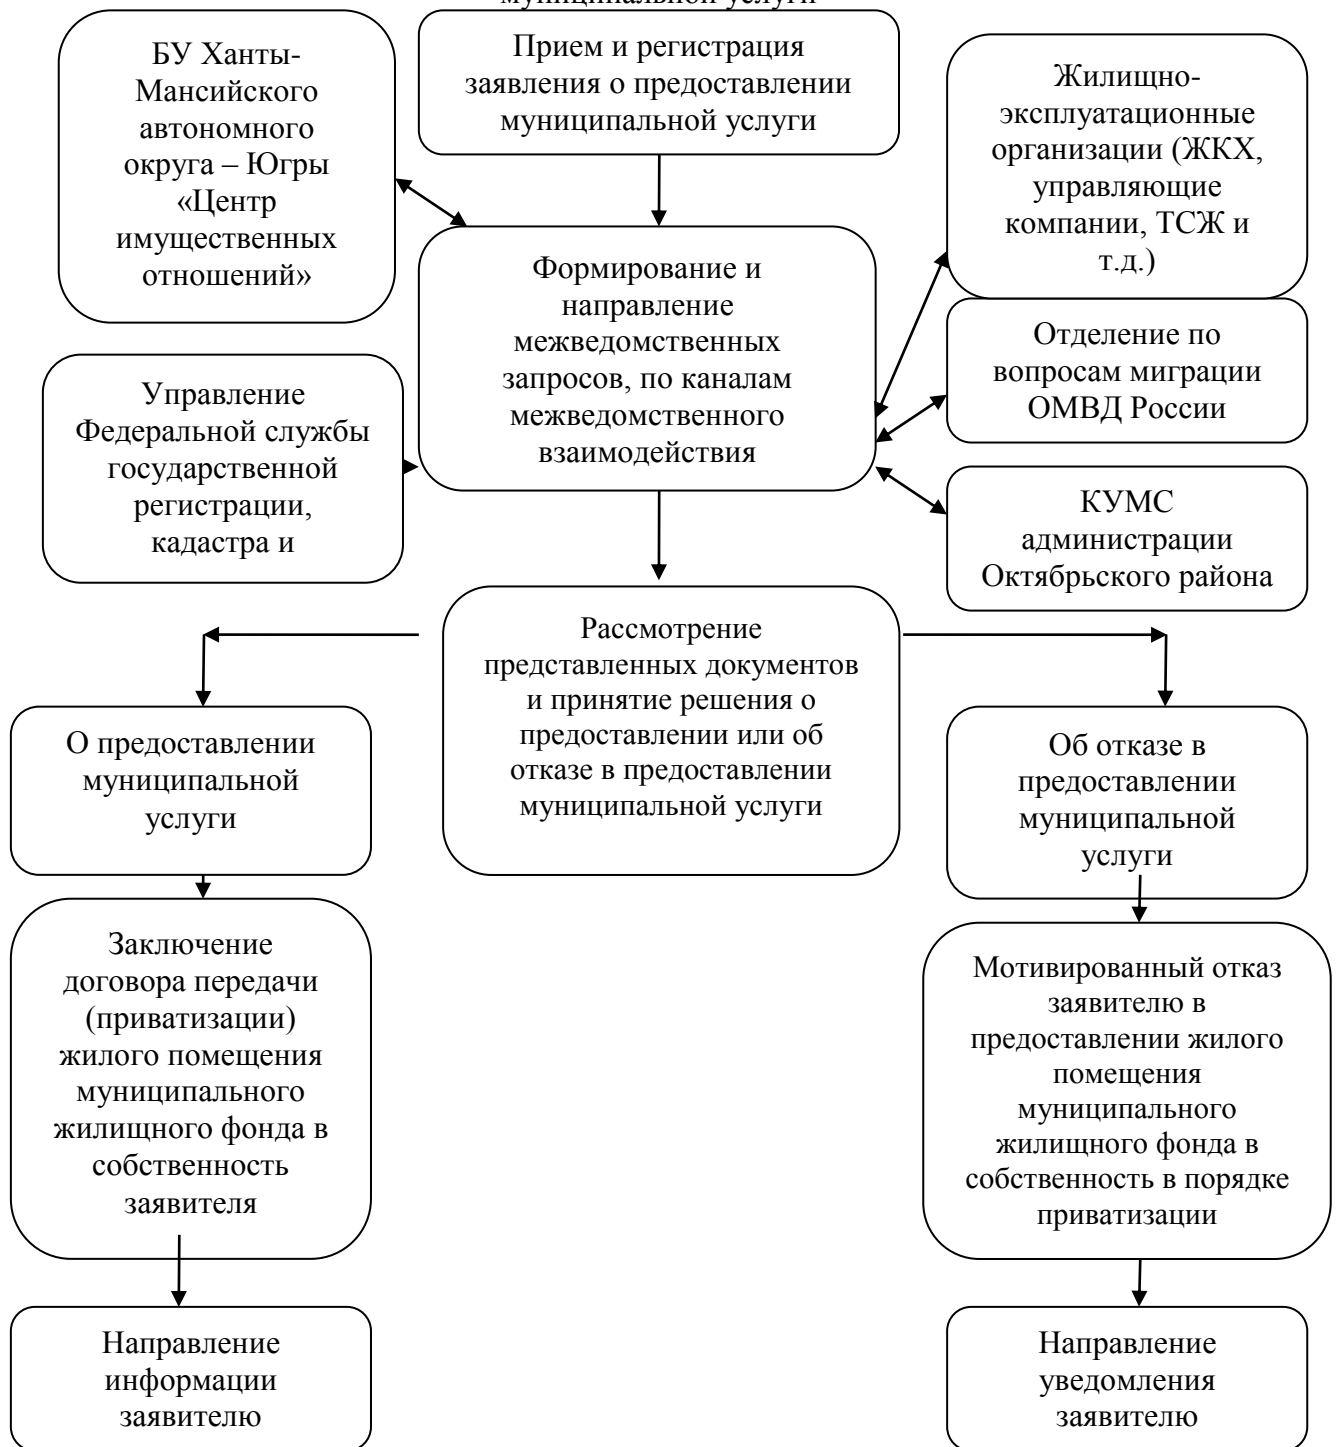 муниципальной услуги
Прием и регистрация
заявления о предоставлении
муниципальной услуги
БУ Ханты-
Мансийского
автономного
округа – Югры
«Центр
имущественных
отношений»
Жилищно-
эксплуатационные
организации (ЖКХ,
управляющие
компании, ТСЖ и
т.д.)
Формирование и
направление
межведомственных
запросов, по каналам
межведомственного
взаимодействия
Отделение по
вопросам миграции
ОМВД России
Управление
Федеральной службы
государственной
регистрации,
кадастра и
КУМС
администрации
Октябрьского района
Рассмотрение
представленных документов
и принятие решения о
предоставлении или об
отказе в предоставлении
муниципальной услуги
О предоставлении
муниципальной
услуги
Об отказе в
предоставлении
муниципальной
услуги
Заключение
договора передачи
(приватизации)
жилого помещения
муниципального
жилищного фонда в
собственность
заявителя
Мотивированный отказ
заявителю в
предоставлении жилого
помещения
муниципального
жилищного фонда в
собственность в порядке
приватизации
Направление
информации
заявителю
Направление
уведомления
заявителю